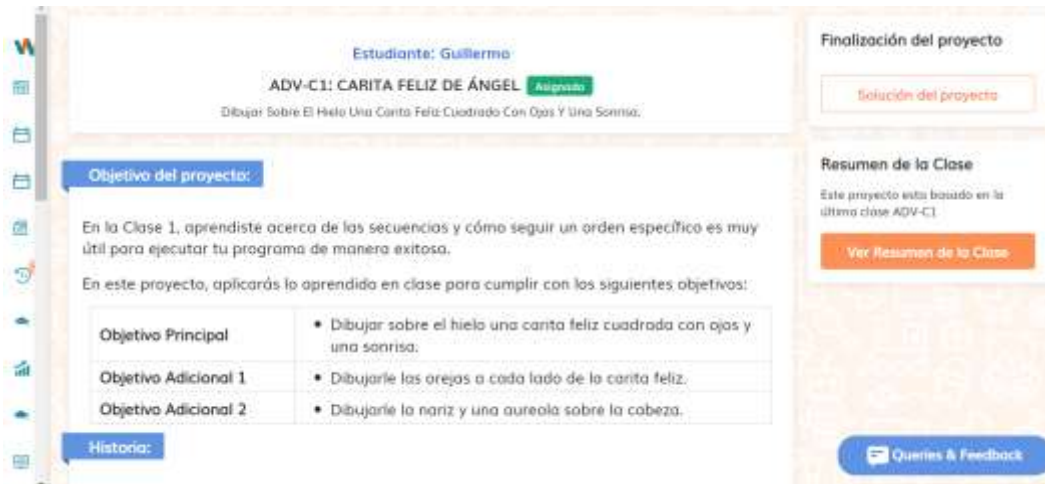 Estudiante: Guillermo
ADV-C1: CARITA FELIZ DE ÁNGEL Asignado
Dibujar Sobre El Hielo Una Carita Feliz Cuadrado Con Ojos Y Una Sonrisa.
Objetivo del proyecto:
En la Clase 1, aprendiste acerca de las secuencias y cómo seguir un orden específico es muy
útil para ejecutar tu programa de manera exitosa.
En este proyecto, aplicarás lo aprendido en clase para cumplir con los siguientes objetivos:
Objetivo Principal
• Dibujar sobre el hielo una carita feliz cuadrada con ojos y
una sonrisa.
Objetivo Adicional 1
• Dibujarle las orejas a cada lado de la carita feliz.
Objetivo Adicional 2
• Dibujarle la nariz y una aureola sobre la cabeza.
Historia:
Finalización del proyecto
Solución del proyecto
Resumen de la Clase
Este proyecto esta basado en la
última clase ADV-C1
Ver Resumen de la Clase
Queries & Feedback